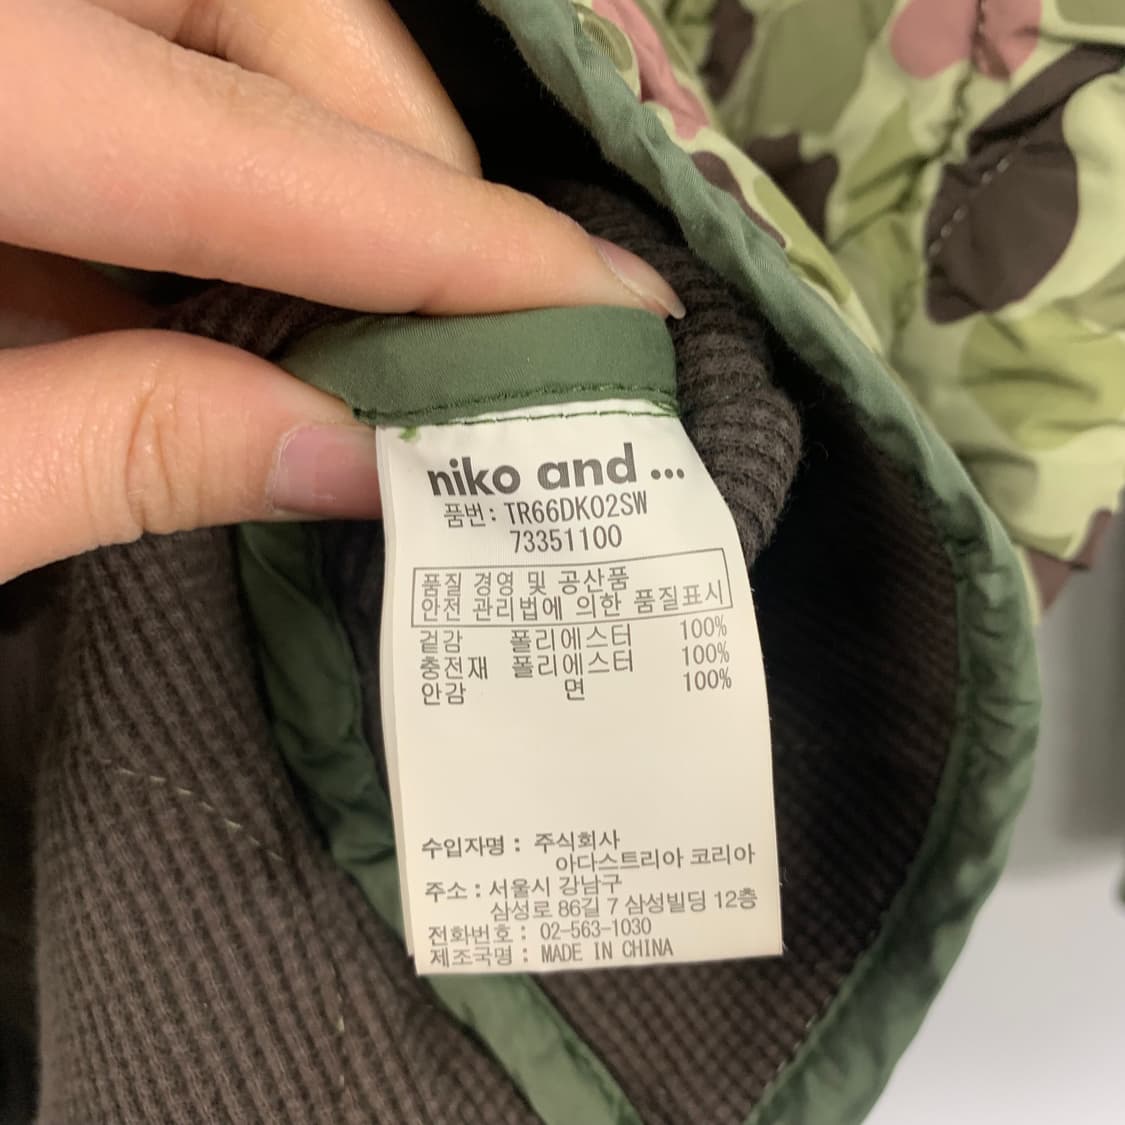 niko and ...
품번: TR66DK02SW
73351100
품질 경영 및 공산품
안전 관리법에 의한 품질표시
겉감 폴리에스터 100%
충전재 폴리에스터 100%
안감 면 100%
수입자명 : 주식회사
아다스트리아 코리아
주소 : 서울시 강남구
삼성로 86길 7 삼성빌딩 12층
전화번호 : 02-563-1030
제조국명 : MADE IN CHINA